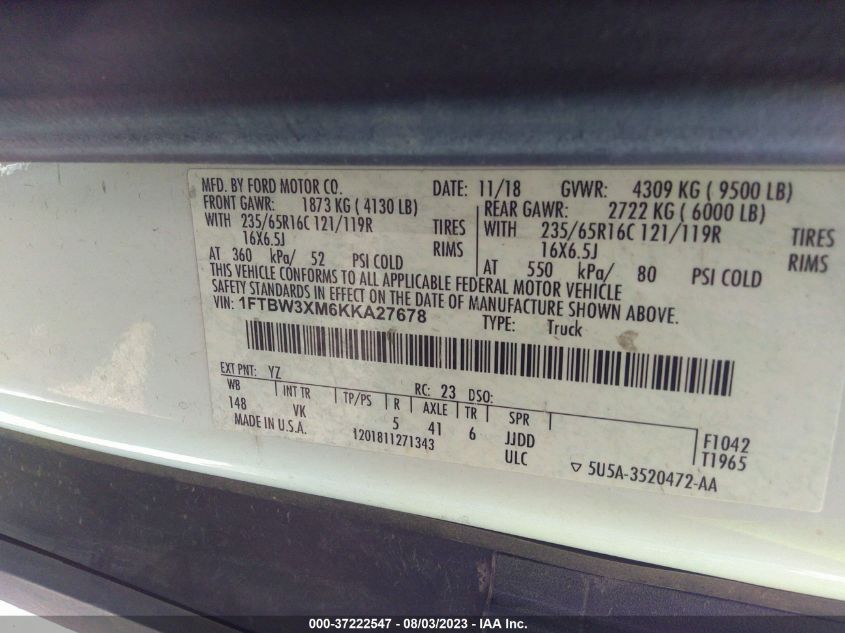 MFD. BY FORD MOTOR CO. DATE: 11/18 GVWR: 4309 KG ( 9500 LB)
FRONT GAWR: 1873 KG ( 4130 LB) REAR GAWR: 2722 KG ( 6000 LB)
WITH 235/65R16C 121/119R TIRES WITH 235/65R16C 121/119R TIRES
16X6.5J RIMS 16X6.5J RIMS
AT 360 kPa/ 52 PSI COLD AT 550 kPa/ 80 PSI COLD
THIS VEHICLE CONFORMS TO ALL APPLICABLE FEDERAL MOTOR VEHICLE
SAFETY STANDARDS IN EFFECT ON THE DATE OF MANUFACTURE SHOWN ABOVE.
VIN: 1FTBW3XM6KKA27678 TYPE: Truck
EXT PNT: YZ RC: 23 DSO:
WB INT TR TP/PS R AXLE TR SPR
148 VK 5 41 6 JJDD F1042
MADE IN U.S.A. 1201811271343 ULC T1965
▽ 5U5A-3520472-AA
000-37222547 - 08/03/2023 - IAA Inc.